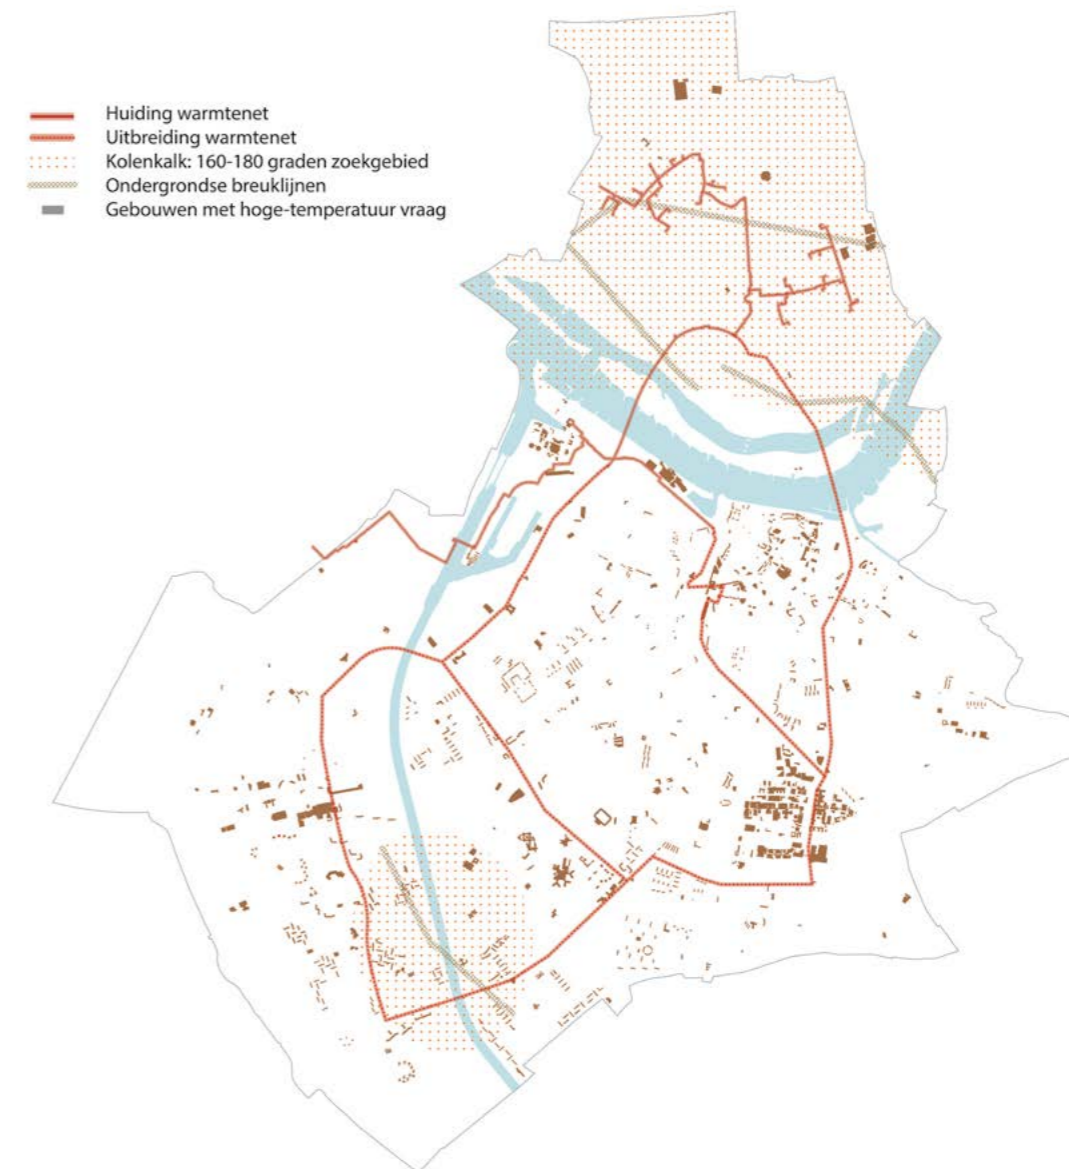 Huiding warmtenet
Uitbreiding warmtenet
Kolenkalk: 160-180 graden zoekgebied
Ondergrondse breuklijnen
Gebouwen met hoge-temperatuur vraag